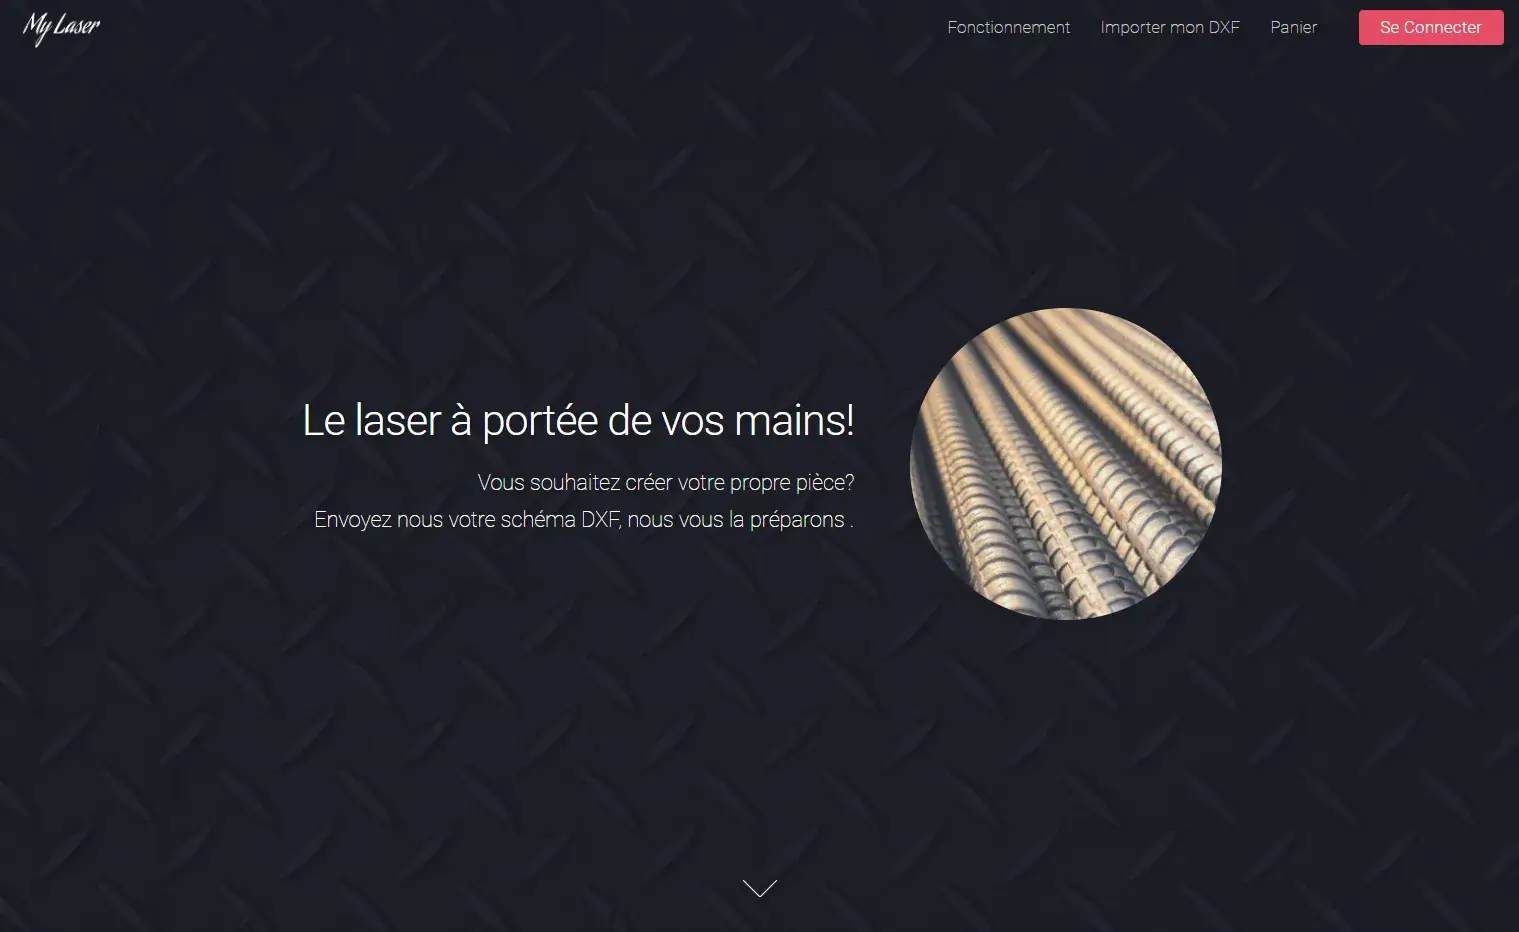 My Laser
Fonctionnement
Importer mon DXF
Panier
Se Connecter
Le laser à portée de vos mains!
Vous souhaitez créer votre propre pièce?
Envoyez nous votre schéma DXF, nous vous la préparons .